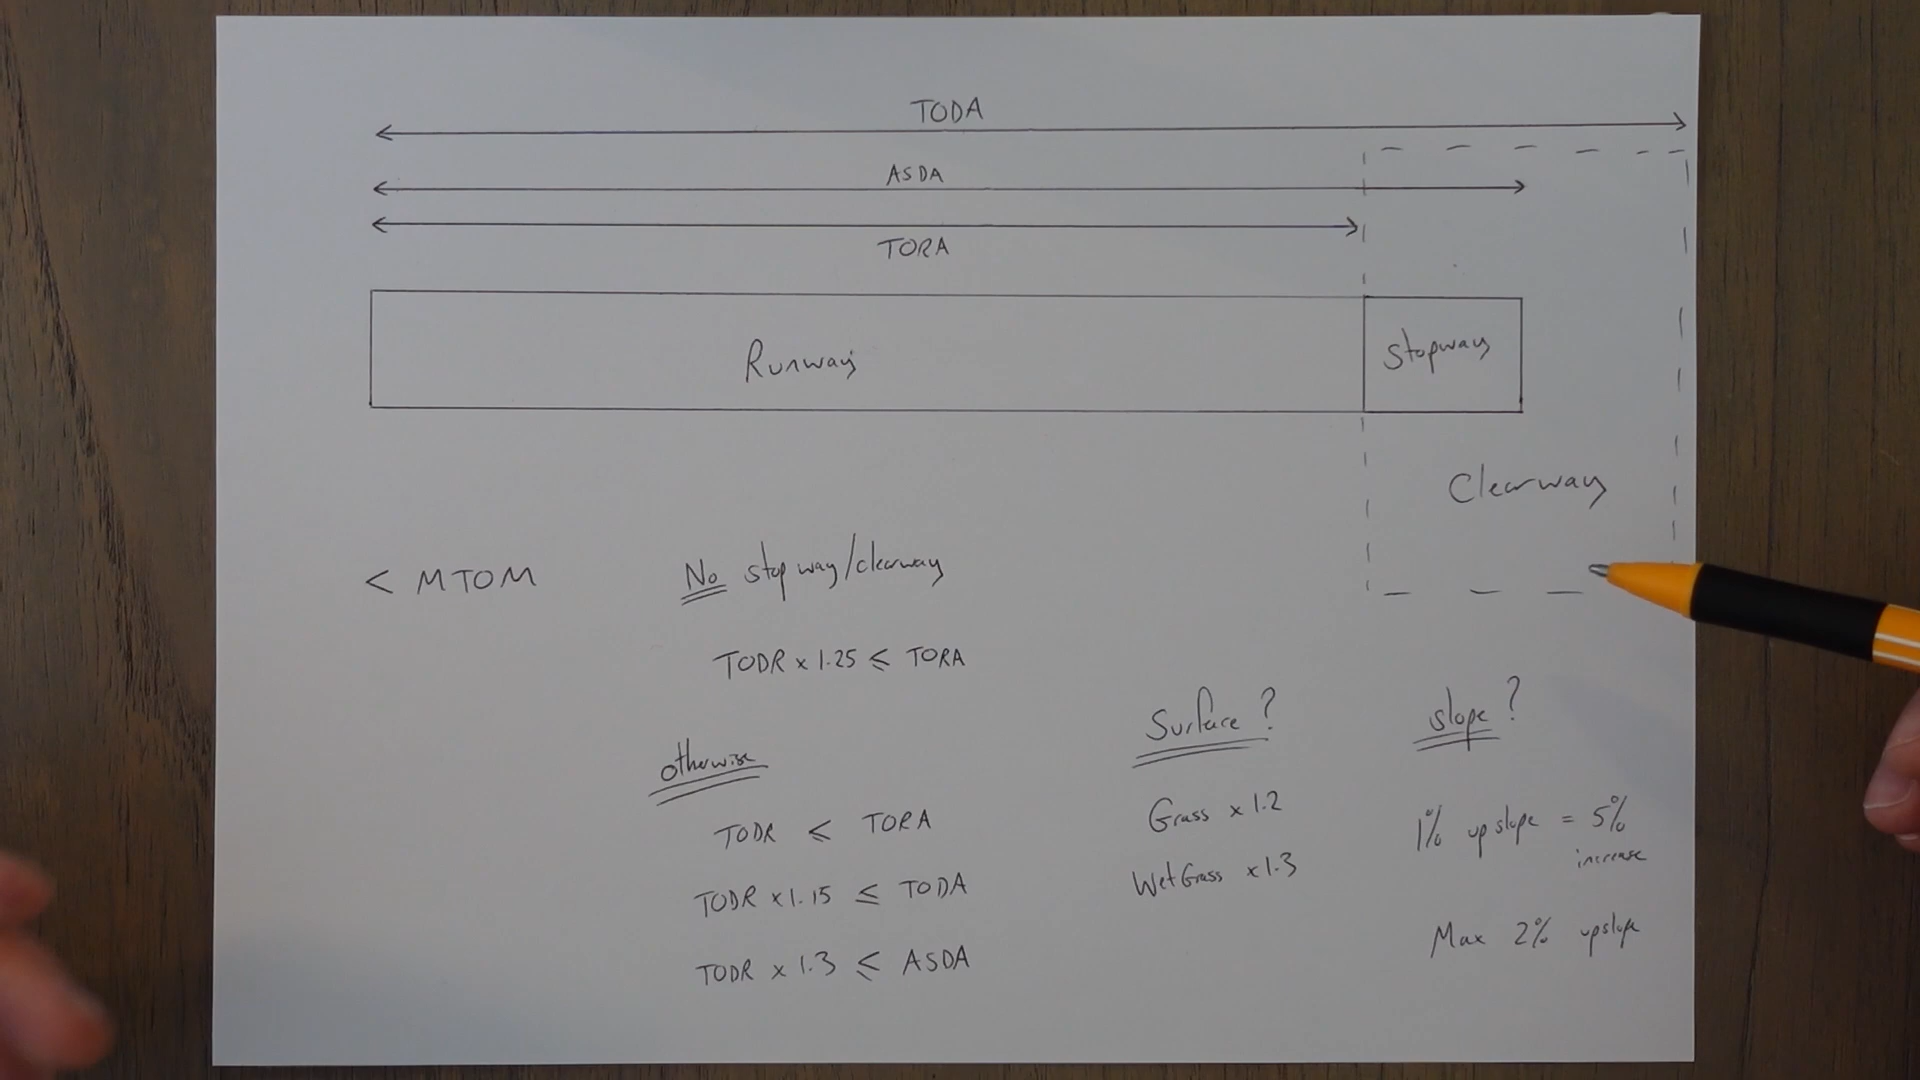 TODA
ASDA
TORA
Runway
Stopway
Clearway
< MTOM
No stopway/clearway
TODR x 1.25 ≤ TORA
otherwise
TODR ≤ TORA
TODR x 1.15 ≤ TODA
TODR x 1.3 ≤ ASDA
Surface?
Grass x 1.2
Wet Grass x 1.3
slope?
1% upslope = 5%
increase
Max 2% upslope